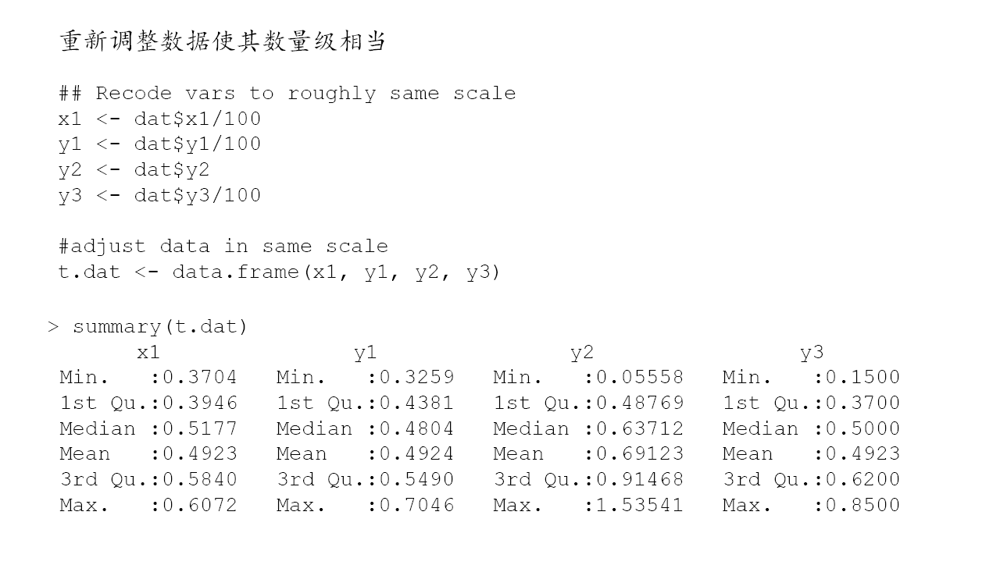 重新调整数据使其数量级相当
## Recode vars to roughly same scale
x1 <- dat$x1/100
y1 <- dat$y1/100
y2 <- dat$y2
y3 <- dat$y3/100
#adjust data in same scale
t.dat <- data.frame(x1, y1, y2, y3)
> summary(t.dat)
x1 y1 y2 y3
Min. :0.3704 Min. :0.3259 Min. :0.05558 Min. :0.1500
1st Qu.:0.3946 1st Qu.:0.4381 1st Qu.:0.48769 1st Qu.:0.3700
Median :0.5177 Median :0.4804 Median :0.63712 Median :0.5000
Mean :0.4923 Mean :0.4924 Mean :0.69123 Mean :0.4923
3rd Qu.:0.5840 3rd Qu.:0.5490 3rd Qu.:0.91468 3rd Qu.:0.6200
Max. :0.6072 Max. :0.7046 Max. :1.53541 Max. :0.8500